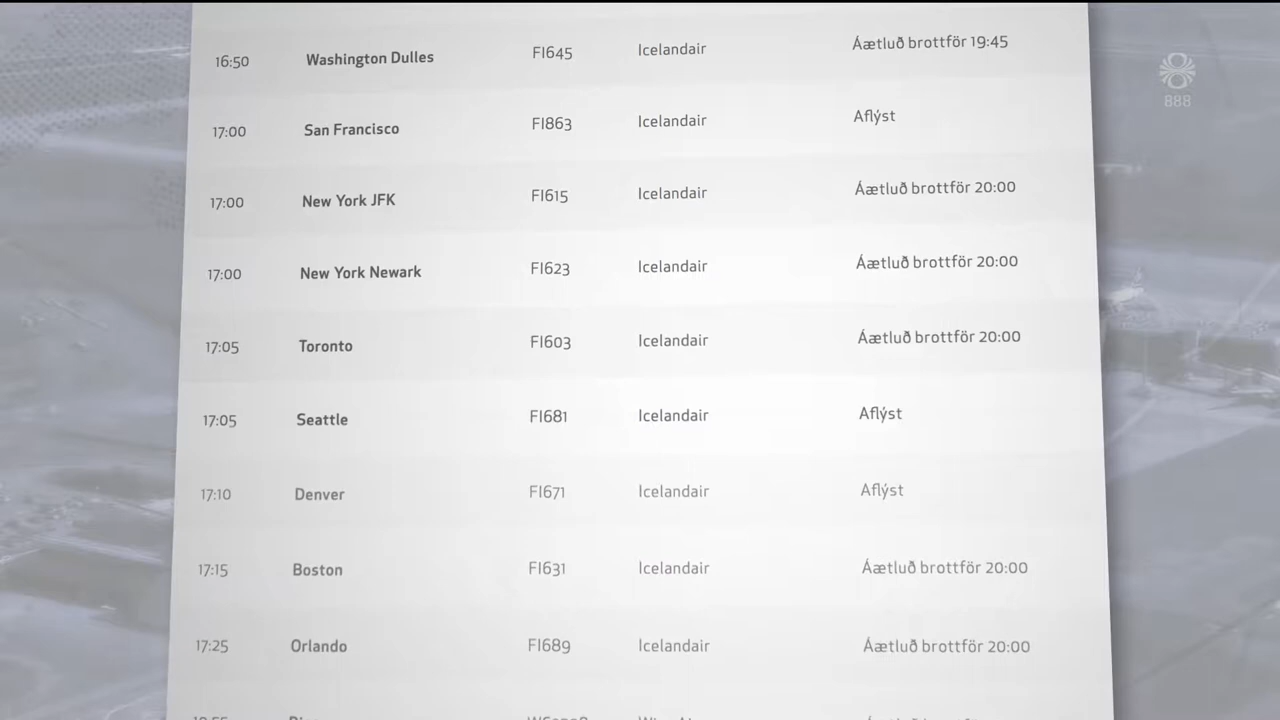 16:50 Washington Dulles FI645 Icelandair Áætluð brottför 19:45
888
17:00 San Francisco FI863 Icelandair Aflýst
17:00 New York JFK FI615 Icelandair Áætluð brottför 20:00
17:00 New York Newark FI623 Icelandair Áætluð brottför 20:00
17:05 Toronto FI603 Icelandair Áætluð brottför 20:00
17:05 Seattle FI681 Icelandair Aflýst
17:10 Denver FI671 Icelandair Aflýst
17:15 Boston FI631 Icelandair Áætluð brottför 20:00
17:25 Orlando FI689 Icelandair Áætluð brottför 20:00